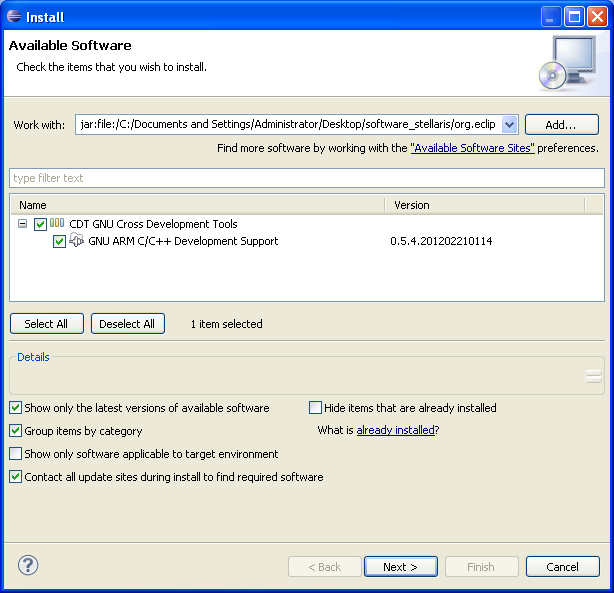 Install
Available Software
Check the items that you wish to install.
Work with: jar:file:/C:/Documents and Settings/Administrator/Desktop/software_stellaris/org.eclip Add...
Find more software by working with the "Available Software Sites" preferences.
type filter text
Name Version
CDT GNU Cross Development Tools
GNU ARM C/C++ Development Support 0.5.4.201202210114
Select All Deselect All 1 item selected
Details
Show only the latest versions of available software Hide items that are already installed
Group items by category What is already installed?
Show only software applicable to target environment
Contact all update sites during install to find required software
? < Back Next > Finish Cancel